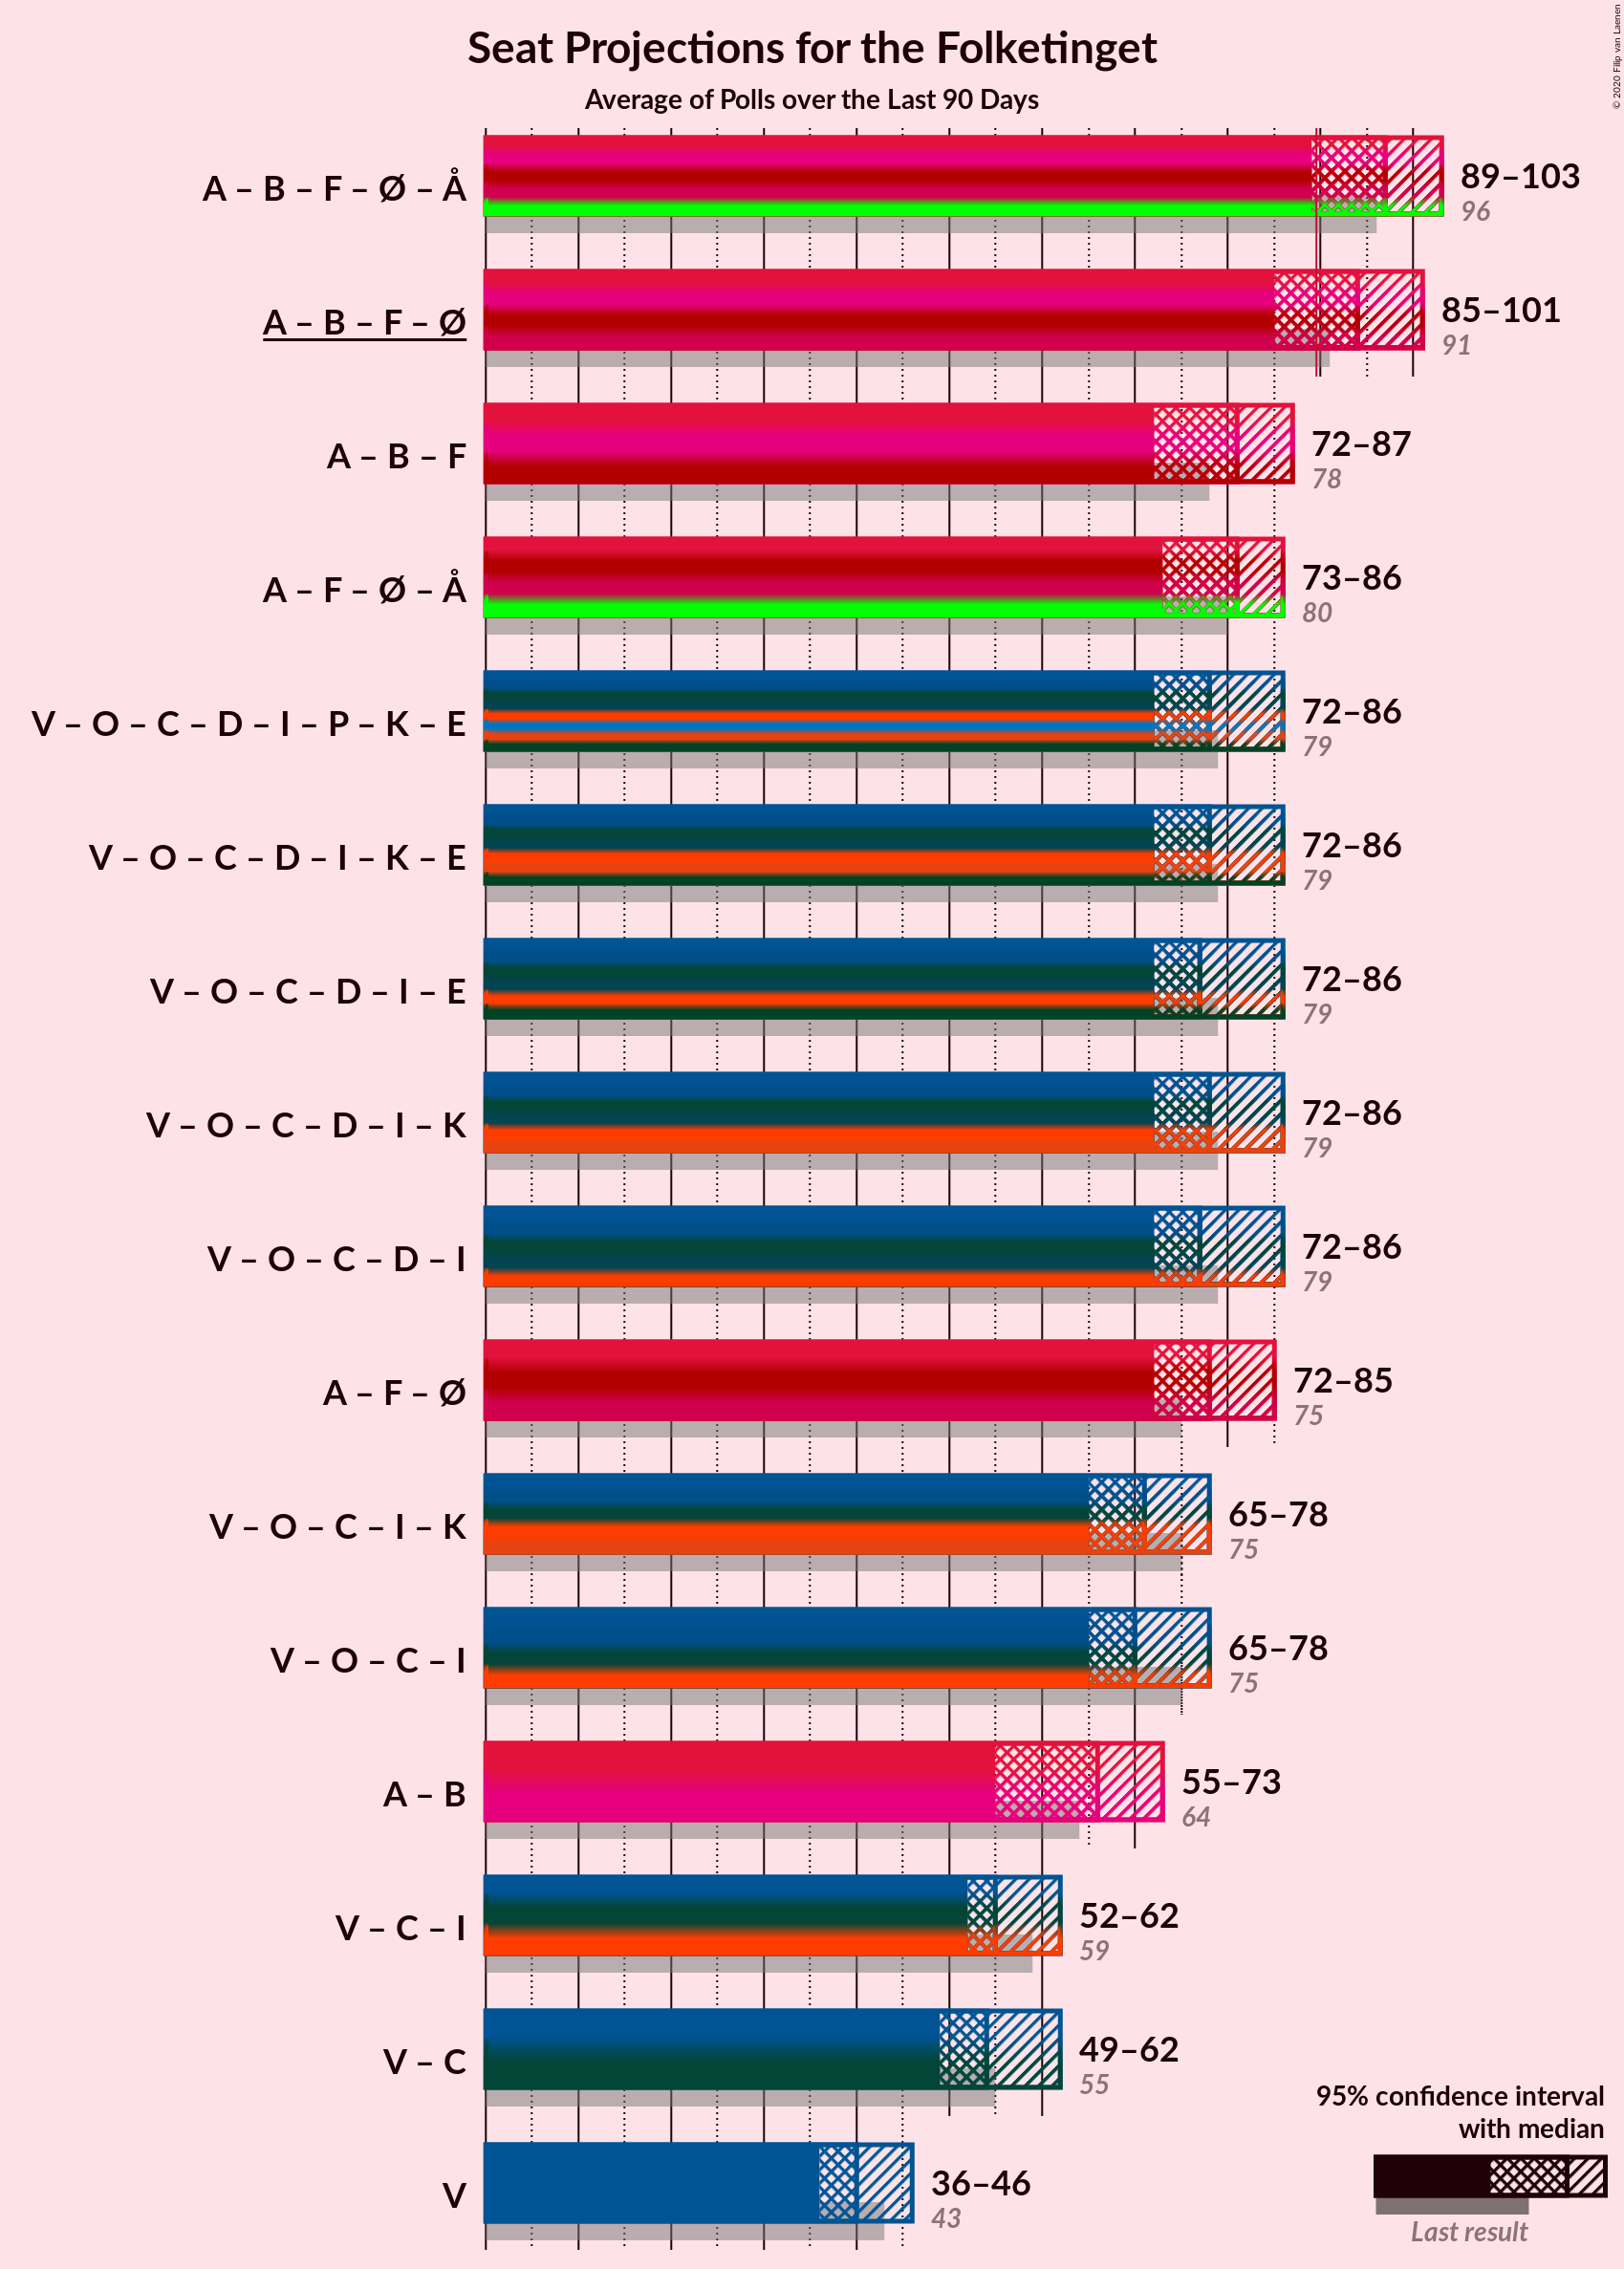 © 2020 Filip van Laenen
Seat Projections for the Folketinget
Average of Polls over the Last 90 Days
A – B – F – Ø – Å
89–103
96
A – B – F – Ø
85–101
91
A – B – F
72–87
78
A – F – Ø – Å
73–86
80
V – O – C – D – I – P – K – E
72–86
79
V – O – C – D – I – K – E
72–86
79
V – O – C – D – I – E
72–86
79
V – O – C – D – I – K
72–86
79
V – O – C – D – I
72–86
79
A – F – Ø
72–85
75
V – O – C – I – K
65–78
75
V – O – C – I
65–78
75
A – B
55–73
64
V – C – I
52–62
59
V – C
49–62
55
V
36–46
43
95% confidence interval
with median
Last result